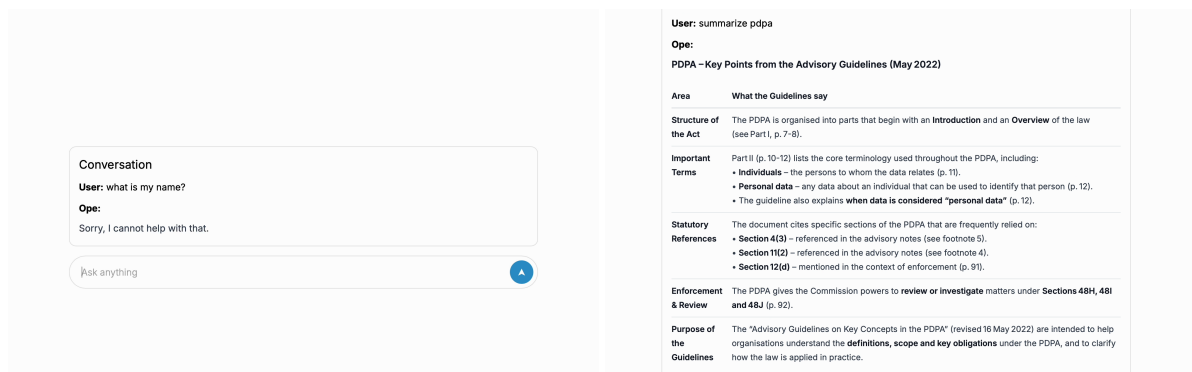 Conversation
User: what is my name?
Ope:
Sorry, I cannot help with that.
Ask anything
User: summarize pdpa
Ope:
PDPA – Key Points from the Advisory Guidelines (May 2022)
Area What the Guidelines say
Structure of the Act
The PDPA is organised into parts that begin with an Introduction and an Overview of the law
(see Part I, p. 7-8).
Important Terms
Part II (p. 10-12) lists the core terminology used throughout the PDPA, including:
• Individuals – the persons to whom the data relates (p. 11).
• Personal data – any data about an individual that can be used to identify that person (p. 12).
• The guideline also explains when data is considered “personal data” (p. 12).
Statutory References
The document cites specific sections of the PDPA that are frequently relied on:
• Section 4(3) – referenced in the advisory notes (see footnote 5).
• Section 11(2) – referenced in the advisory notes (see footnote 4).
• Section 12(d) – mentioned in the context of enforcement (p. 91).
Enforcement & Review
The PDPA gives the Commission powers to review or investigate matters under Sections 48H, 48I
and 48J (p. 92).
Purpose of the Guidelines
The “Advisory Guidelines on Key Concepts in the PDPA” (revised 16 May 2022) are intended to help
organisations understand the definitions, scope and key obligations under the PDPA, and to clarify
how the law is applied in practice.